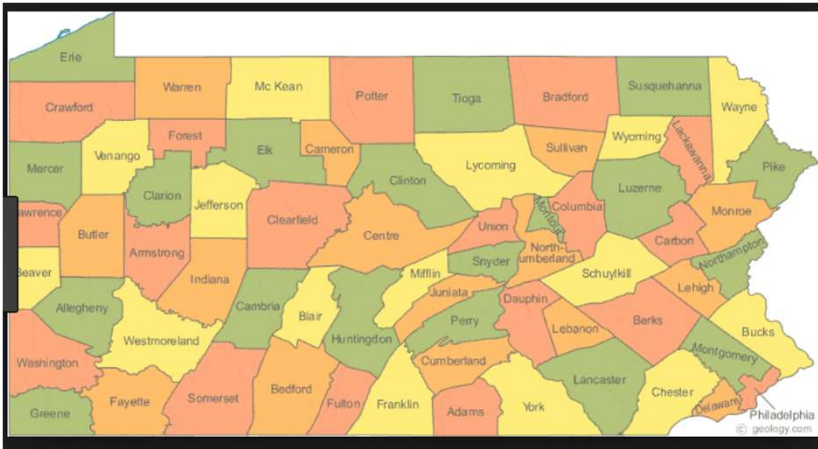 Erie
Warren
Mc Kean
Potter
Tioga
Bradford
Susquehanna
Wayne
Crawford
Forest
Elk
Cameron
Venango
Lycoming
Sullivan
Wyoming
Lackawanna
Mercer
Clarion
Jefferson
Clinton
Luzerne
Pike
awrence
Butler
Clearfield
Centre
Union
Montour
Columbia
Monroe
Armstrong
Snyder
North-
umberland
Carbon
Northampton
Beaver
Indiana
Mifflin
Schuylkill
Lehigh
Allegheny
Cambria
Blair
Huntingdon
Juniata
Perry
Dauphin
Lebanon
Berks
Bucks
Westmoreland
Washington
Cumberland
Montgomery
Greene
Fayette
Somerset
Bedford
Fulton
Franklin
Adams
York
Lancaster
Chester
Delaware
Philadelphia
© geology.com